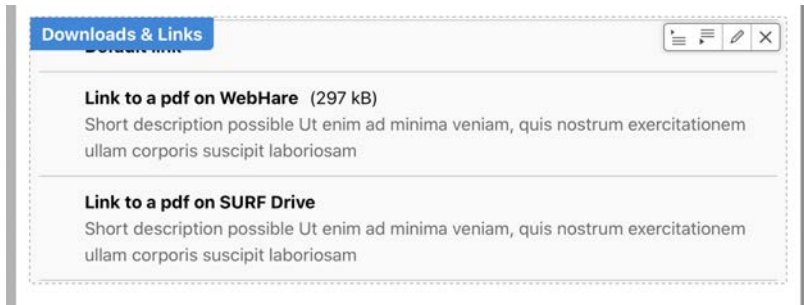 Downloads & Links
Default link
Link to a pdf on WebHare (297 kB)
Short description possible Ut enim ad minima veniam, quis nostrum exercitationem
ullam corporis suscipit laboriosam
Link to a pdf on SURF Drive
Short description possible Ut enim ad minima veniam, quis nostrum exercitationem
ullam corporis suscipit laboriosam